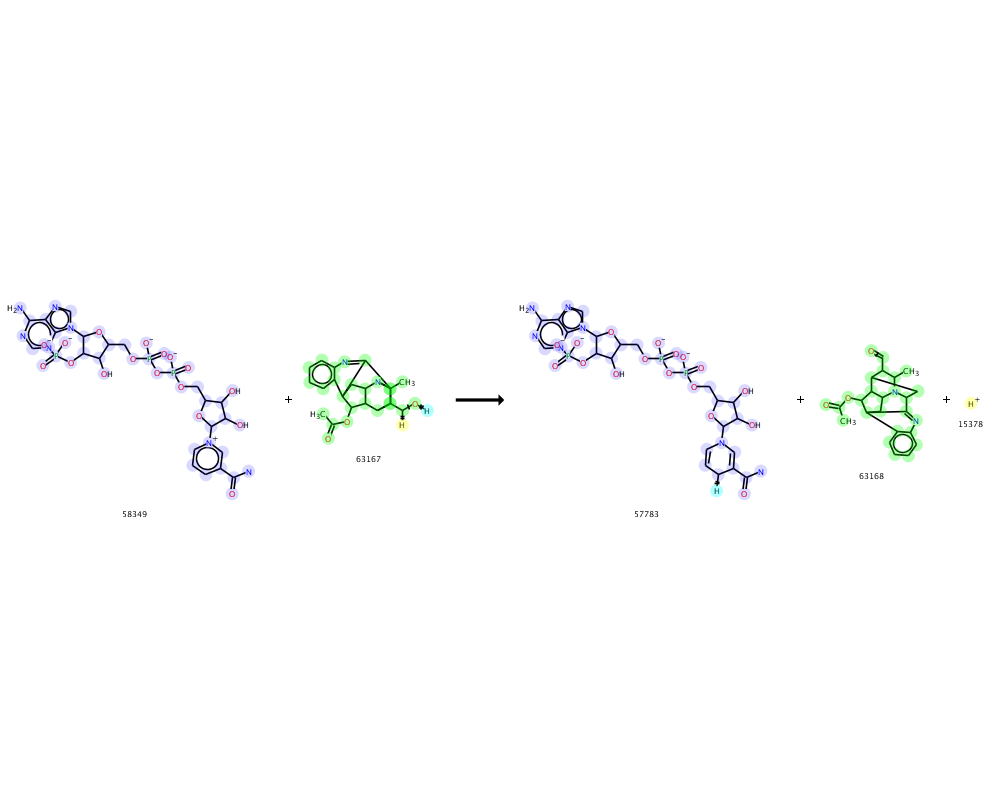 H₂N N N O O⁻ O⁻ O⁻
N O N O⁻ P O O P O P O
O O OH O O
OH
O OH
N⁺
N
O
58349
+
N N CH₃
H₃C O O H
O H
63167
H₂N N N O O⁻ O⁻ O⁻
N O N O⁻ P O O P O P O
O O OH O O
OH
O OH
N
N
H O
57783
+
O
CH₃
O O N
CH₃ N
63168
+
H⁺
15378